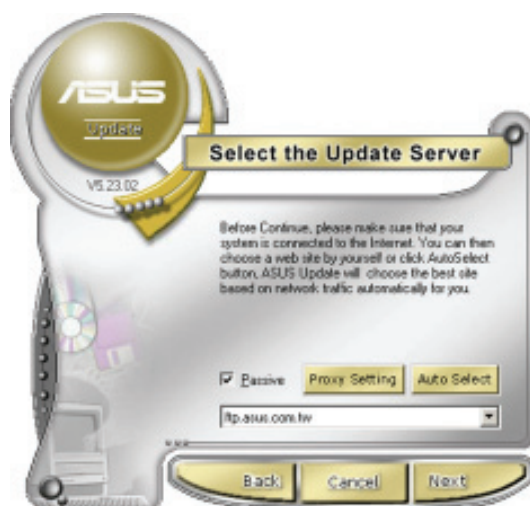 ASUS
Update
V5.23.02
Select the Update Server
Before Continue, please make sure that your
system is connected to the Internet. You can then
choose a web site by yourself or click AutoSelect
button, ASUS Update will choose the best site
based on network traffic automatically for you.
Passive
Proxy Setting
Auto Select
ftp.asus.com.tw
Back
Cancel
Next